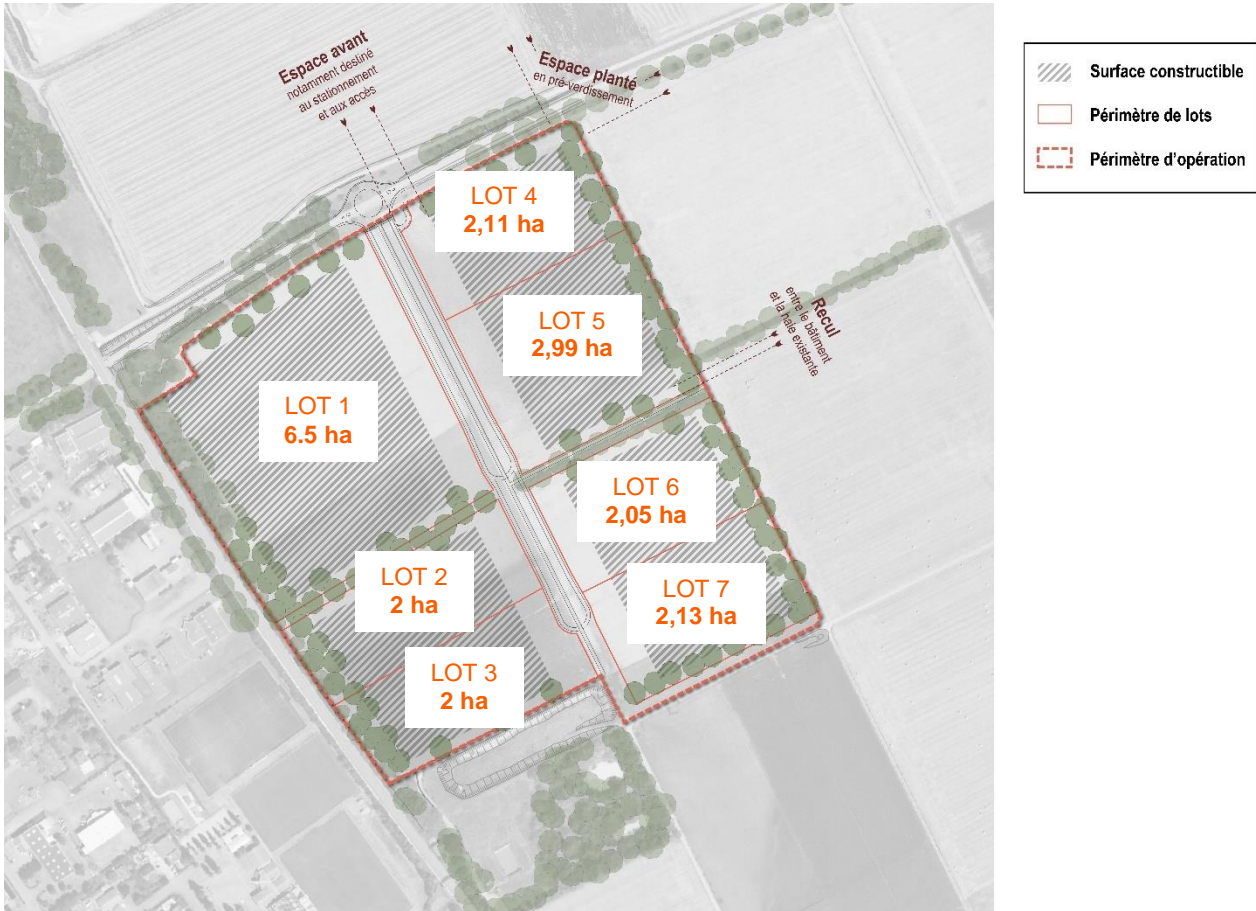 Espace avant
notamment destiné
au stationnement
et aux accès
Espace planté
en pré-verdissement
Surface constructible
Périmètre de lots
Périmètre d'opération
LOT 4
2,11 ha
LOT 5
2,99 ha
Recul
entre le bâtiment
et la haie existante
LOT 1
6.5 ha
LOT 6
2,05 ha
LOT 2
2 ha
LOT 7
2,13 ha
LOT 3
2 ha